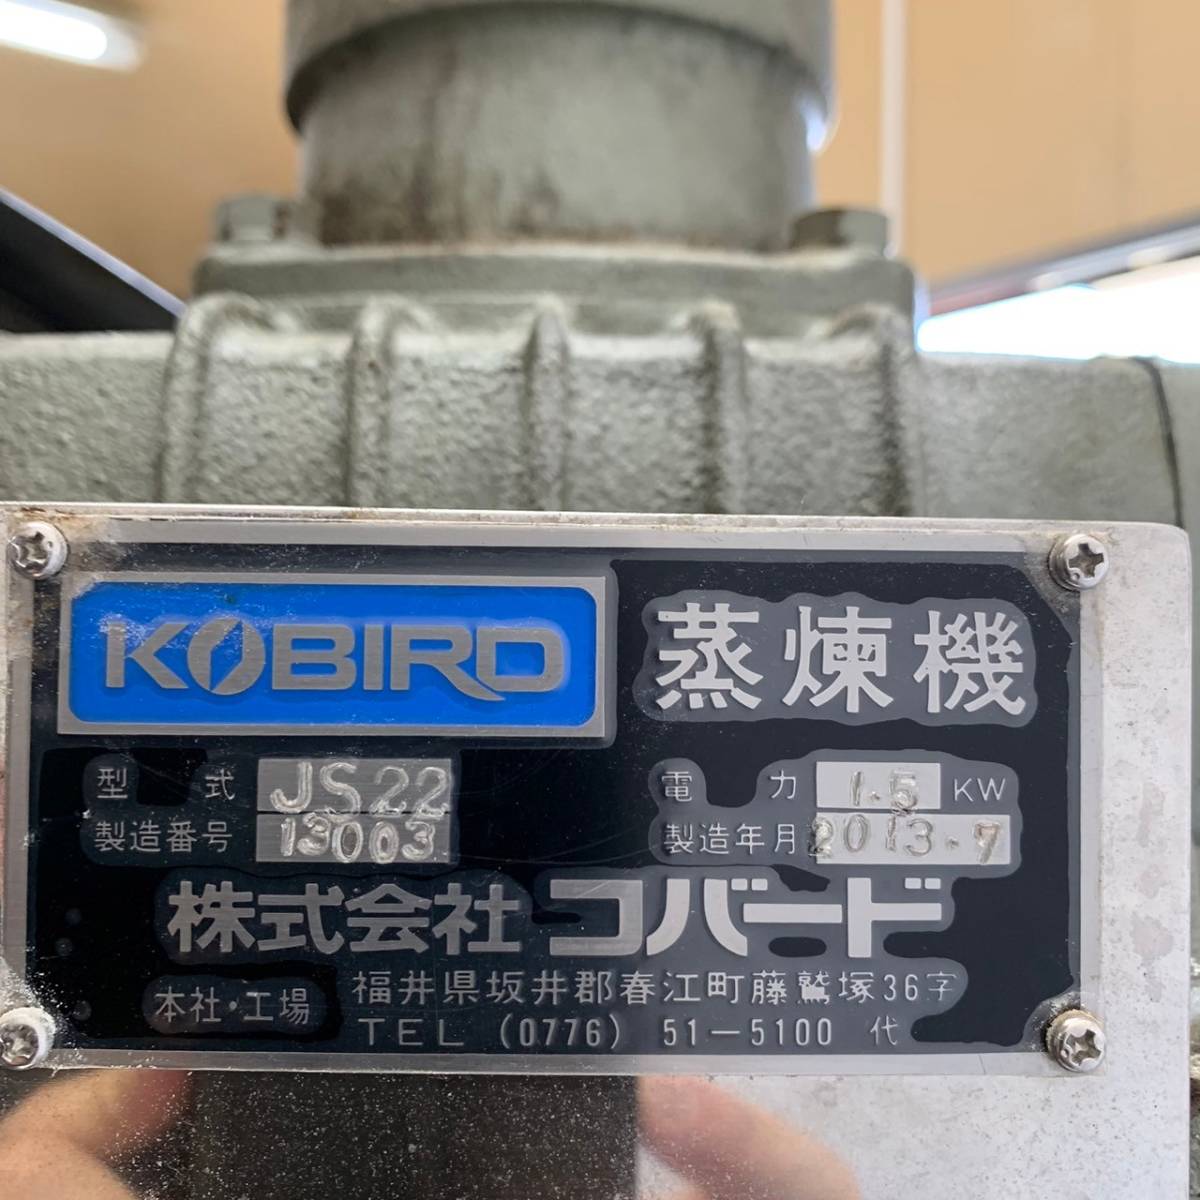 KOBIRD 蒸煉機
型式 JS22 電力 1.5 KW
製造番号 13003 製造年月 2013.7
株式会社 コバード
本社・工場 福井県坂井郡春江町藤鷲塚36字
TEL (0776) 51-5100 代